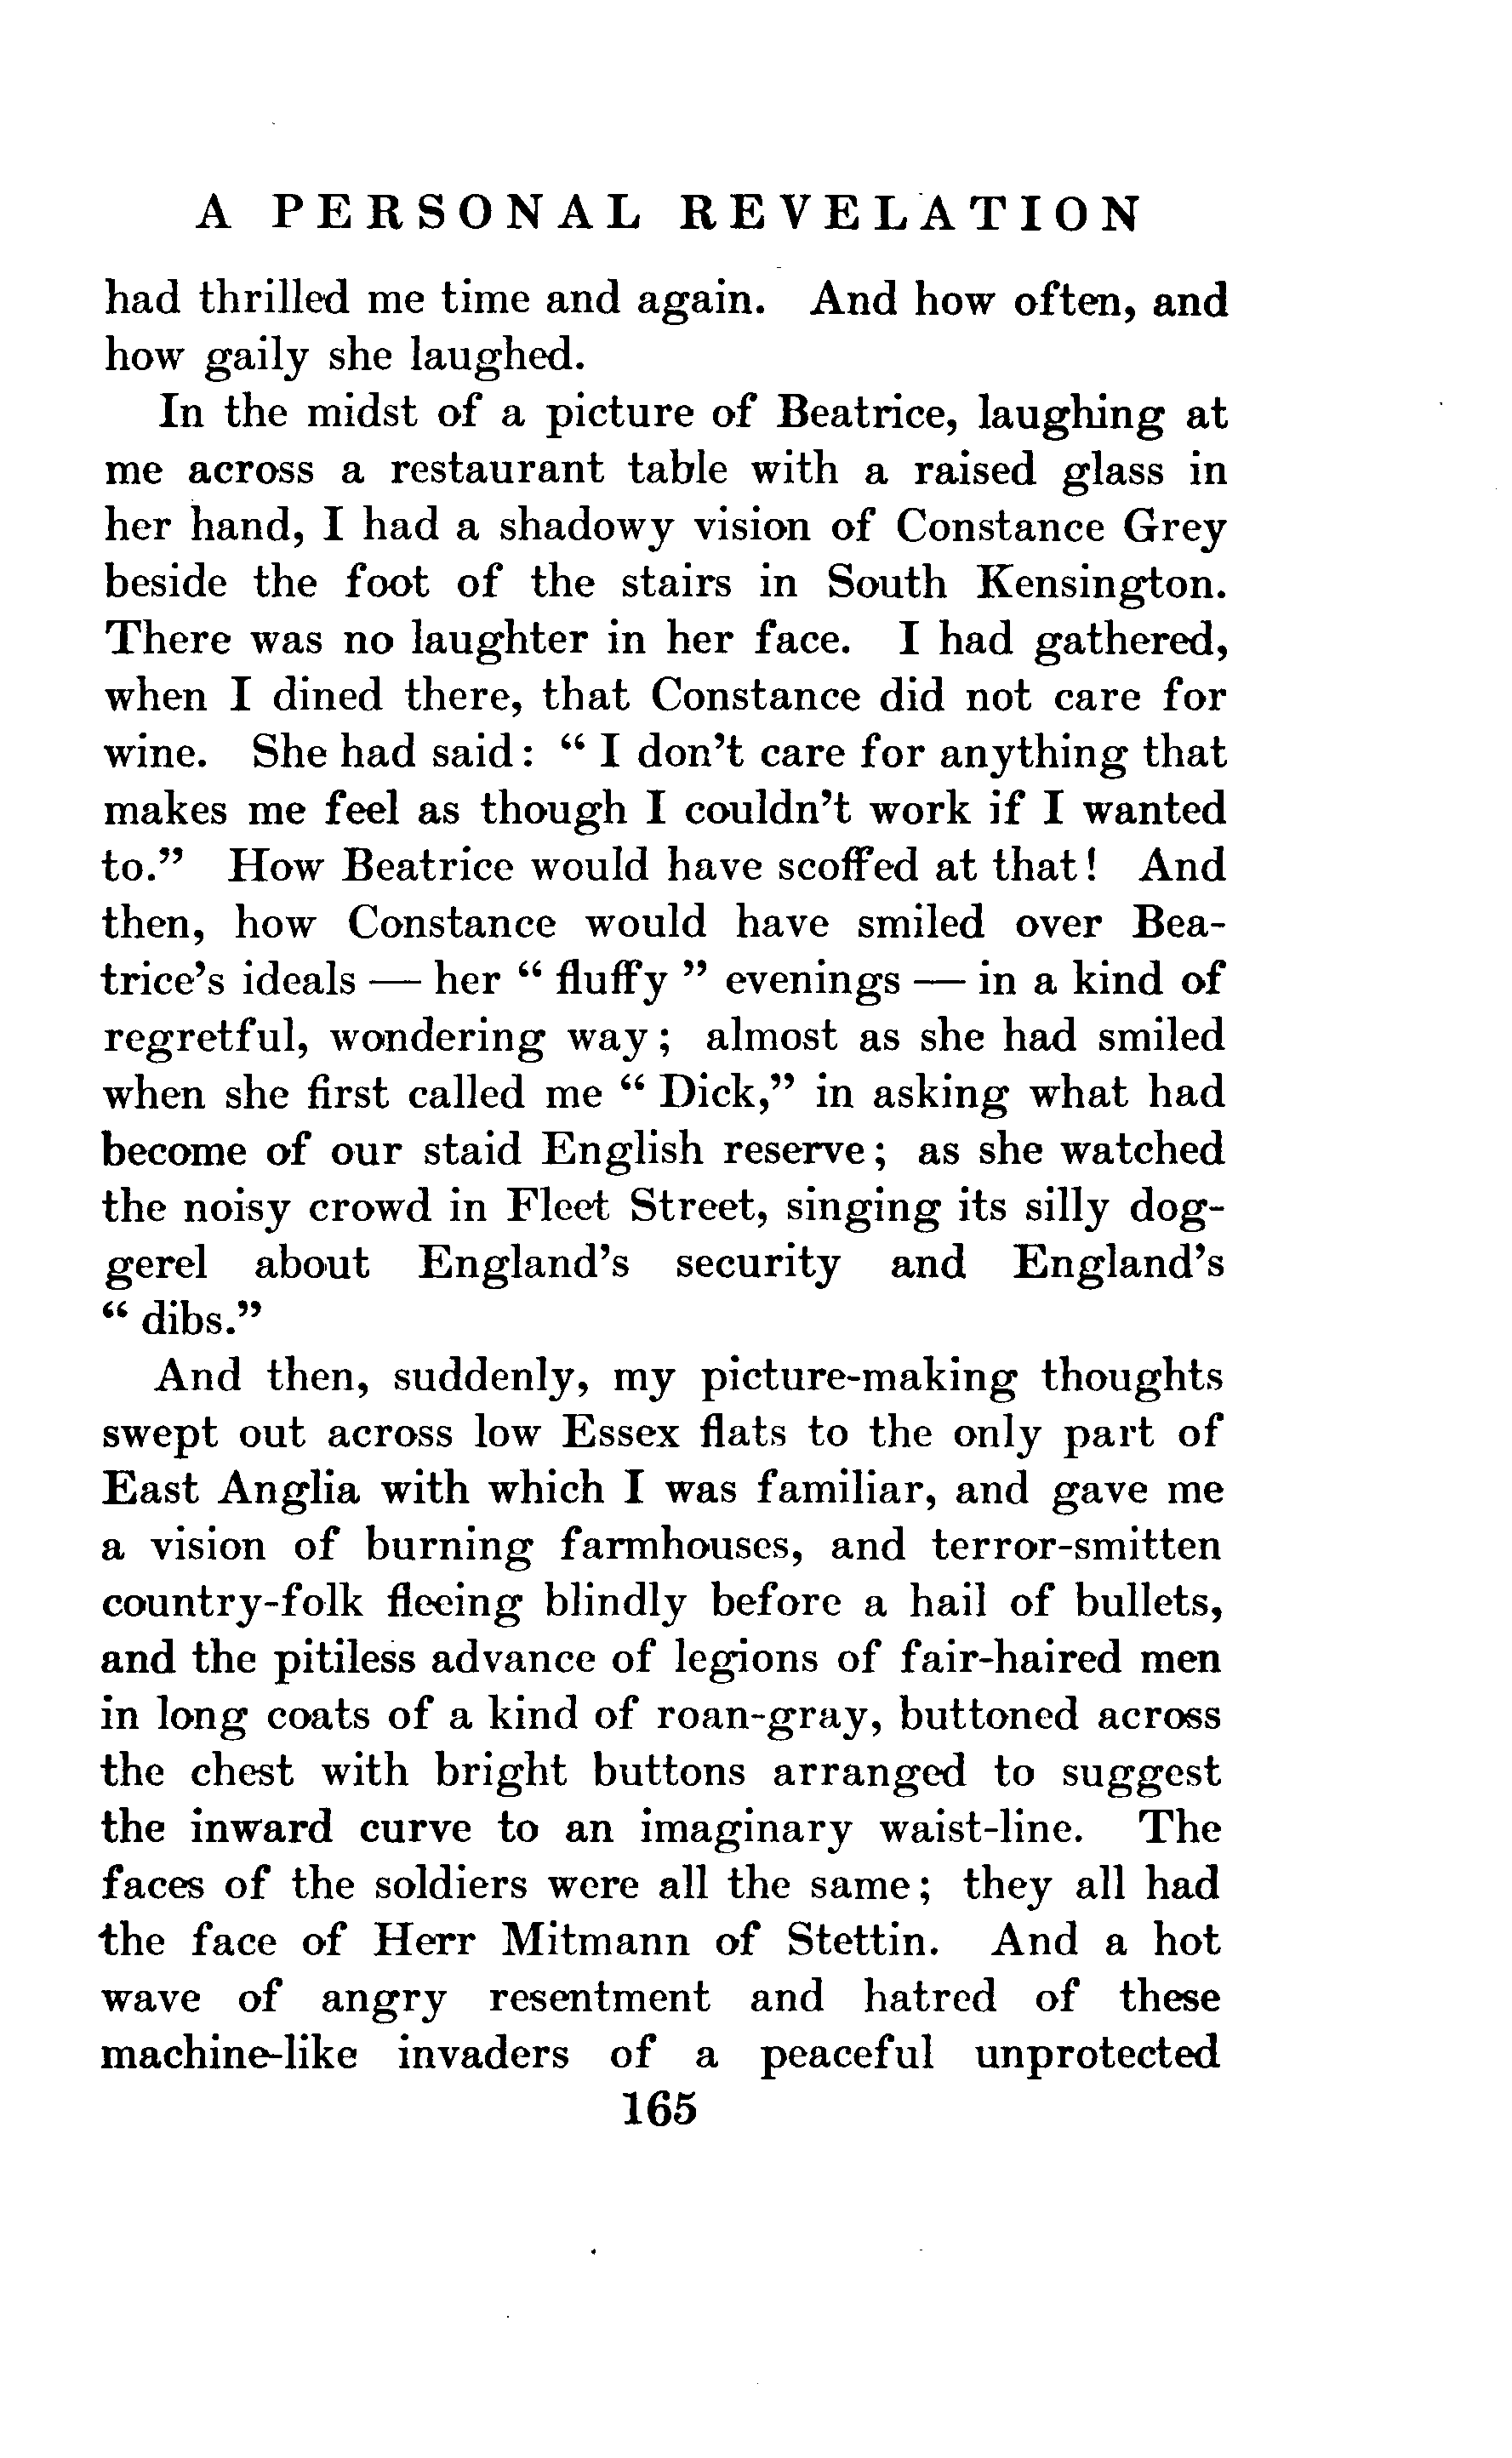 A PERSONAL REVELATION
had thrilled me time and again. And how often, and
how gaily she laughed.
In the midst of a picture of Beatrice, laughing at
me across a restaurant table with a raised glass in
her hand, I had a shadowy vision of Constance Grey
beside the foot of the stairs in South Kensington.
There was no laughter in her face. I had gathered,
when I dined there, that Constance did not care for
wine. She had said: “ I don't care for anything that
makes me feel as though I couldn't work if I wanted
to.” How Beatrice would have scoffed at that! And
then, how Constance would have smiled over Bea-
trice's ideals — her “ fluffy ” evenings — in a kind of
regretful, wondering way; almost as she had smiled
when she first called me “ Dick,” in asking what had
become of our staid English reserve; as she watched
the noisy crowd in Fleet Street, singing its silly dog-
gerel about England's security and England's
“ dibs.”
And then, suddenly, my picture-making thoughts
swept out across low Essex flats to the only part of
East Anglia with which I was familiar, and gave me
a vision of burning farmhouses, and terror-smitten
country-folk fleeing blindly before a hail of bullets,
and the pitiless advance of legions of fair-haired men
in long coats of a kind of roan-gray, buttoned across
the chest with bright buttons arranged to suggest
the inward curve to an imaginary waist-line. The
faces of the soldiers were all the same; they all had
the face of Herr Mitmann of Stettin. And a hot
wave of angry resentment and hatred of these
machine-like invaders of a peaceful unprotected
165